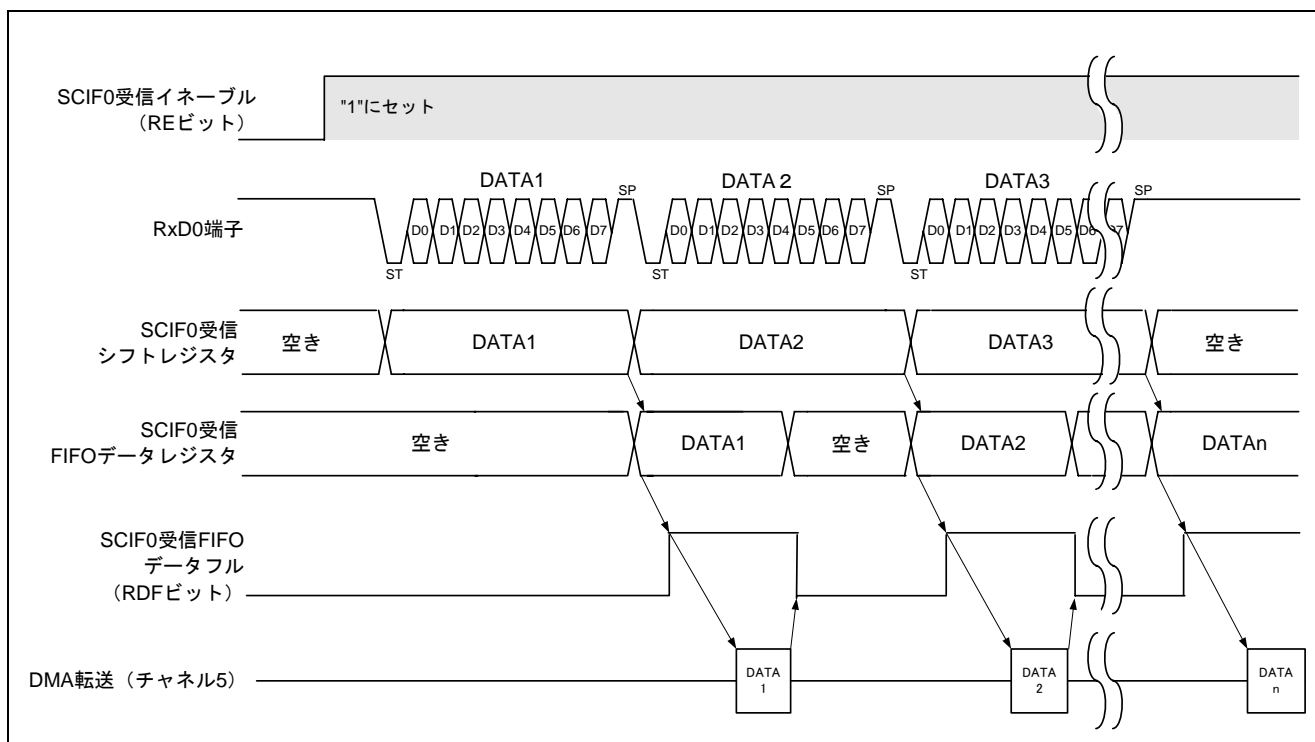 SCIF0受信イネーブル
（REビット）
"1"にセット
DATA1
DATA２
DATA3
RxD0端子
ST
D0 D1 D2 D3 D4 D5 D6 D7
SP
ST
D0 D1 D2 D3 D4 D5 D6 D7
SP
ST
D0 D1 D2 D3 D4 D5 D6 D7
SP
SCIF0受信
シフトレジスタ
空き
DATA1
DATA2
DATA3
空き
SCIF0受信
FIFOデータレジスタ
空き
DATA1
空き
DATA2
DATAn
SCIF0受信FIFO
データフル
（RDFビット）
DMA転送（チャネル5）
DATA
1
DATA
2
DATA
n